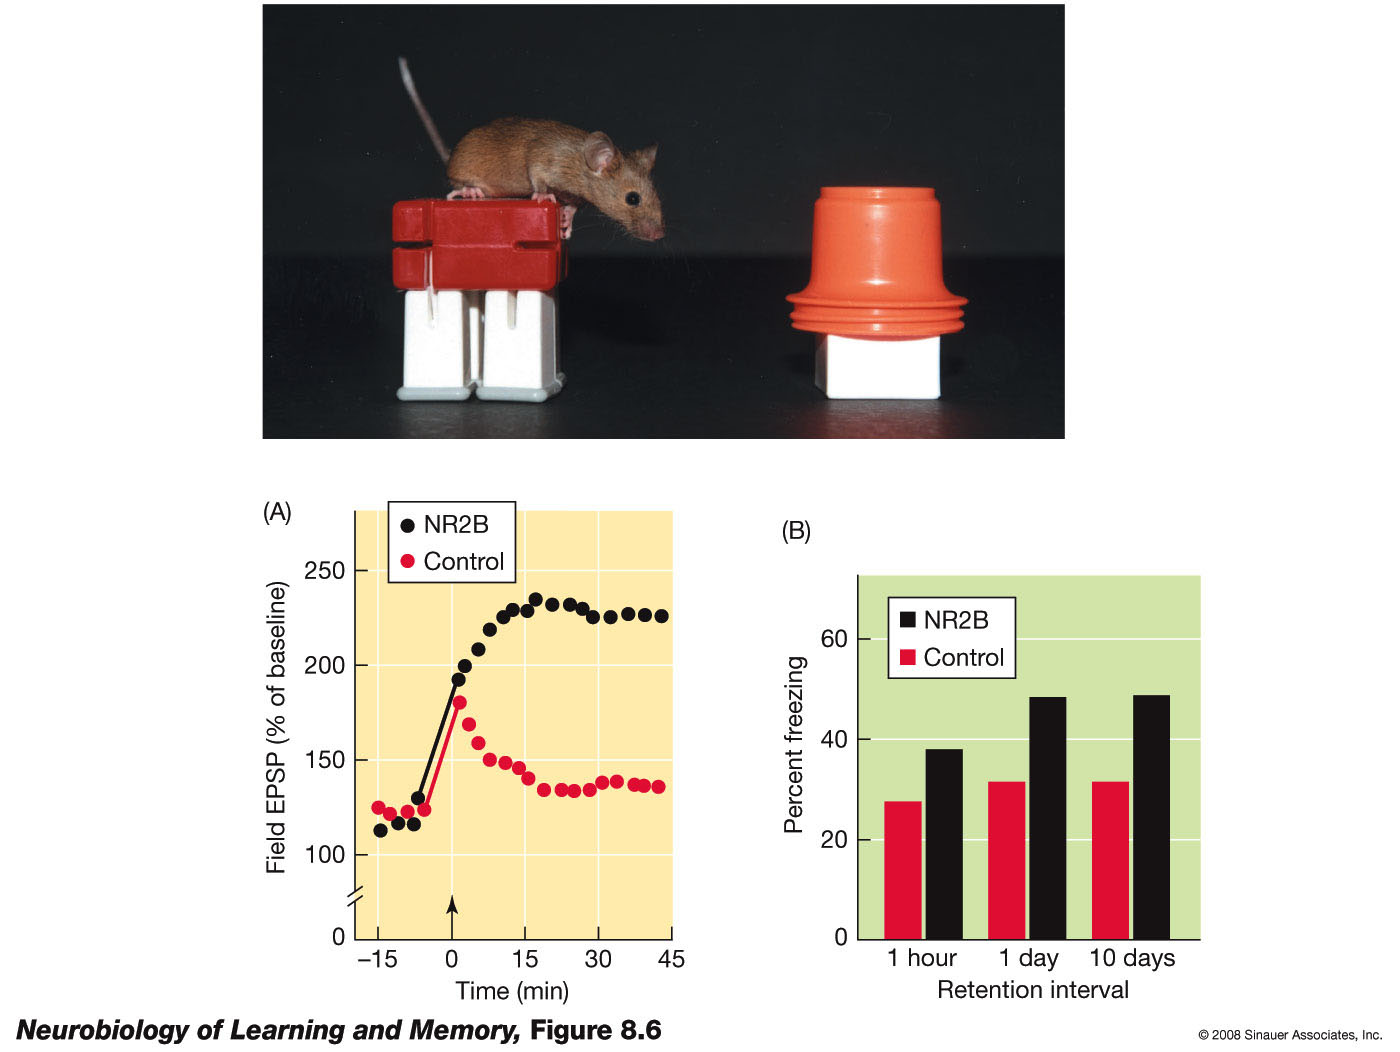 (A)
NR2B
Control
Field EPSP (% of baseline)
250
200
150
100
0
−15 0 15 30 45
Time (min)
(B)
NR2B
Control
Percent freezing
60
40
20
0
1 hour 1 day 10 days
Retention interval
Neurobiology of Learning and Memory, Figure 8.6
© 2008 Sinauer Associates, Inc.